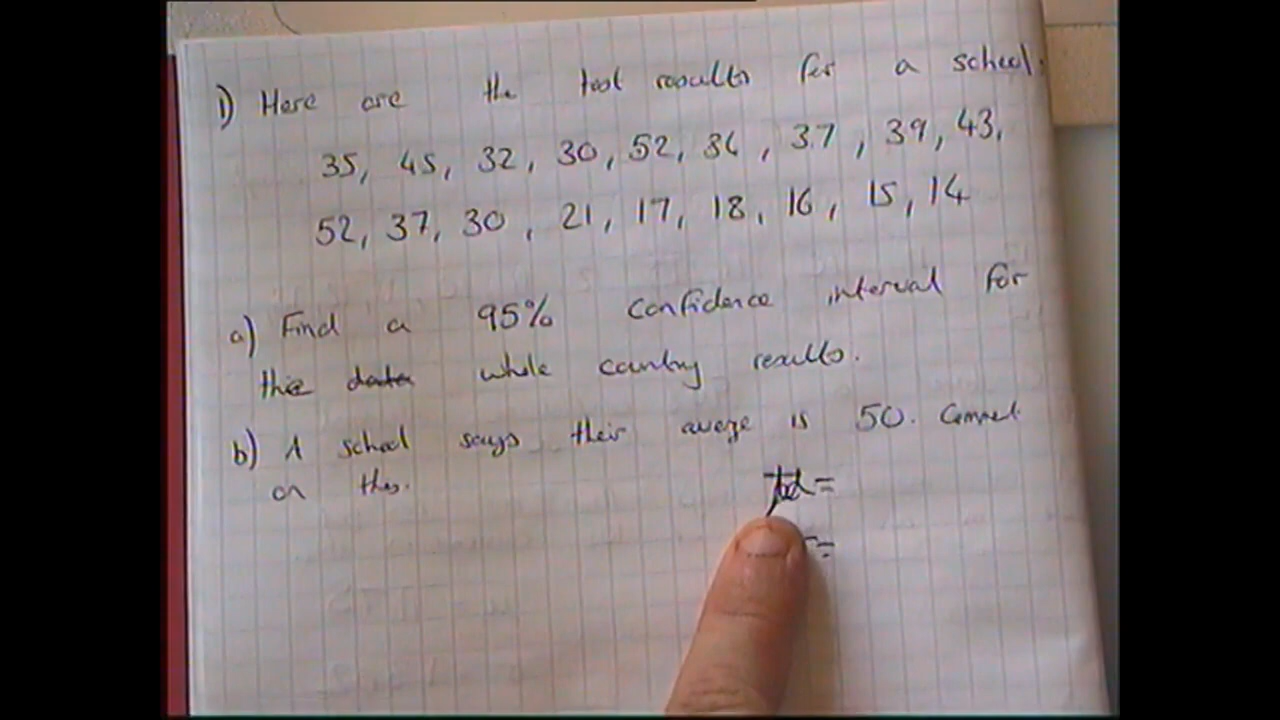 1) Here are the test results for a school:
35, 45, 32, 30, 52, 36, 37, 39, 43,
52, 37, 30, 21, 17, 18, 16, 15, 14
a) Find a 95% confidence interval for
the data whole country results.
b) A school says their averge is 50. Comment
on this.
=
=